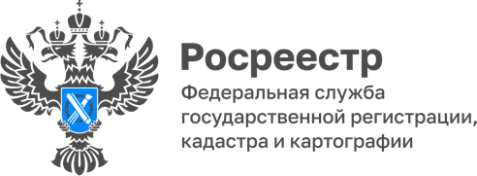 Росреестр
Федеральная служба
государственной регистрации,
кадастра и картографии